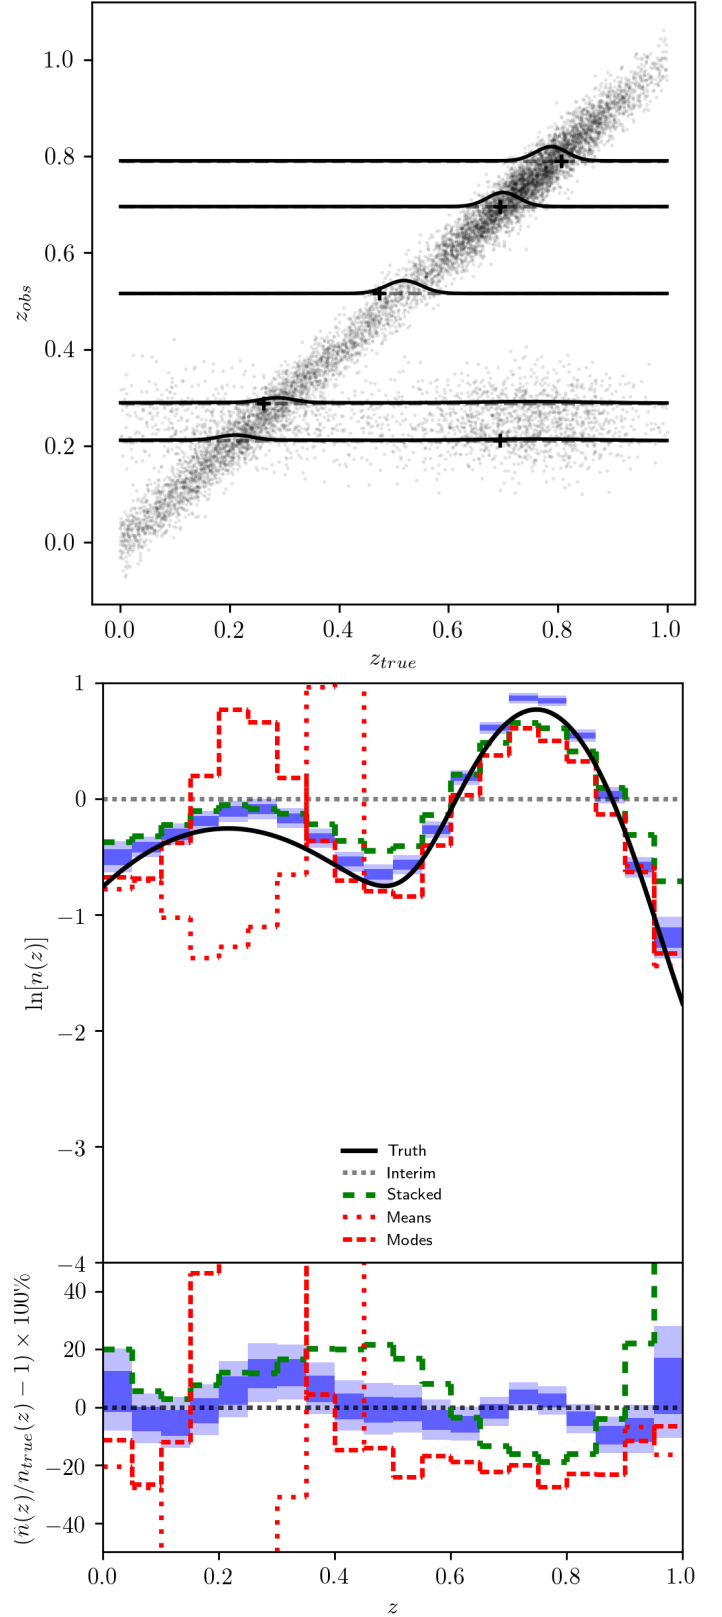 1.0
0.8
0.6
0.4
0.2
0.0
z_obs
0.0 0.2 0.4 0.6 0.8 1.0
z_true
1
0
−1
−2
−3
−4
ln[n(z)]
Truth
Interim
Stacked
Means
Modes
40
20
0
−20
−40
(n̂(z)/n_true(z) − 1) × 100%
0.0 0.2 0.4 0.6 0.8 1.0
z